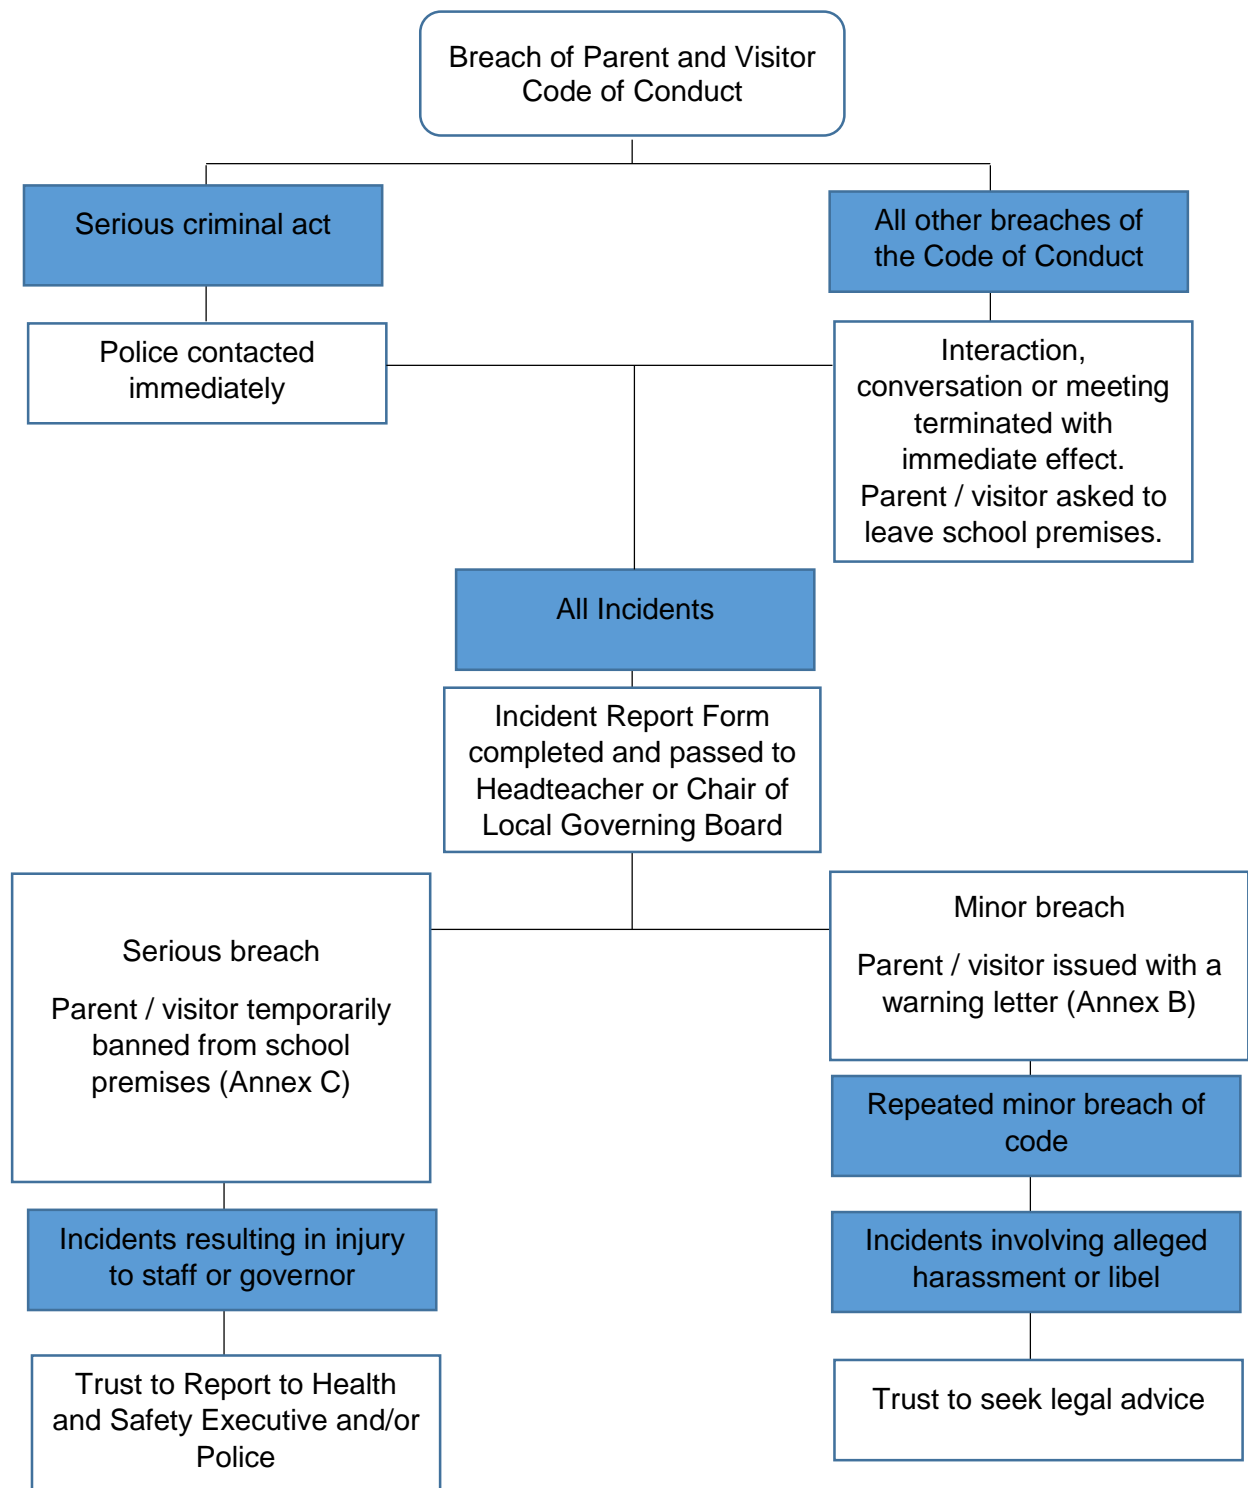 Breach of Parent and Visitor
Code of Conduct
Serious criminal act
All other breaches of
the Code of Conduct
Police contacted
immediately
Interaction,
conversation or meeting
terminated with
immediate effect.
Parent / visitor asked to
leave school premises.
All Incidents
Incident Report Form
completed and passed to
Headteacher or Chair of
Local Governing Board
Serious breach
Parent / visitor temporarily
banned from school
premises (Annex C)
Minor breach
Parent / visitor issued with a
warning letter (Annex B)
Repeated minor breach of
code
Incidents resulting in injury
to staff or governor
Incidents involving alleged
harassment or libel
Trust to Report to Health
and Safety Executive and/or
Police
Trust to seek legal advice